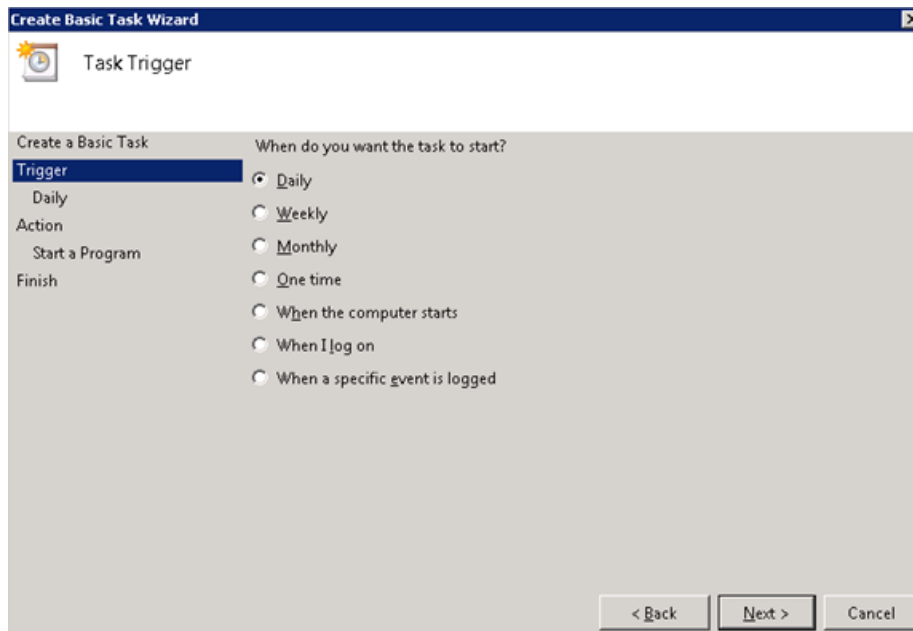 Create Basic Task Wizard
Task Trigger
Create a Basic Task
Trigger
Daily
Action
Start a Program
Finish
When do you want the task to start?
Daily
Weekly
Monthly
One time
When the computer starts
When I log on
When a specific event is logged
< Back
Next >
Cancel